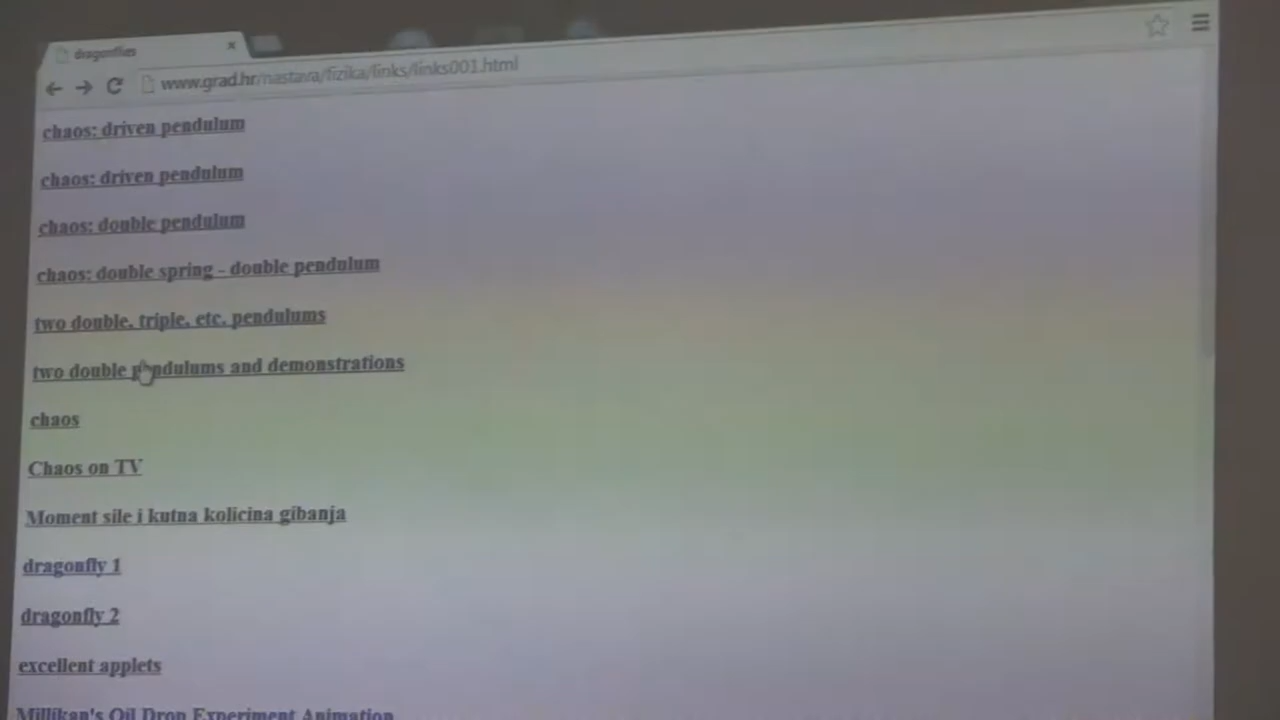 dragonflies
www.grad.hr/nastava/fizika/links/links001.html
chaos: driven pendulum
chaos: driven pendulum
chaos: double pendulum
chaos: double spring - double pendulum
two double, triple, etc. pendulums
two double pendulums and demonstrations
chaos
Chaos on TV
Moment sile i kutna kolicina gibanja
dragonfly 1
dragonfly 2
excellent applets
Millikan's Oil Drop Experiment Animation